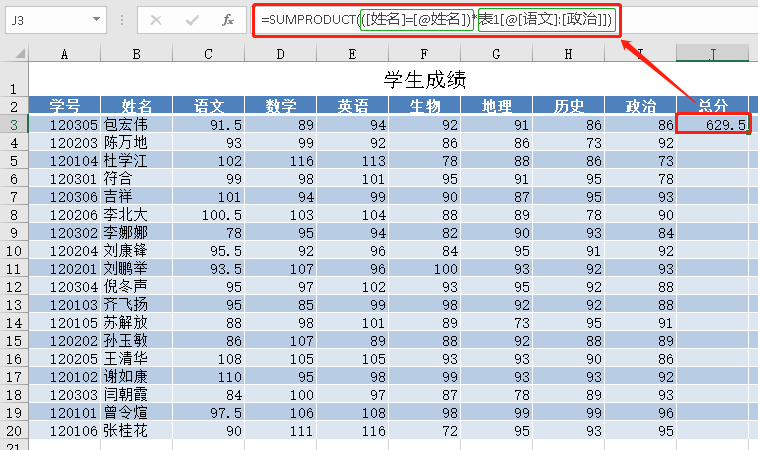 J3 fx =SUMPRODUCT(([姓名]=[@姓名])*表1[@[语文]:[政治]])
A B C D E F G H I J
1 学生成绩
2 学号 姓名 语文 数学 英语 生物 地理 历史 政治 总分
3 120305 包宏伟 91.5 89 94 92 91 86 86 629.5
4 120203 陈万地 93 99 92 86 86 73 92
5 120104 杜学江 102 116 113 78 88 86 73
6 120301 符合 99 98 101 95 91 95 78
7 120306 吉祥 101 94 99 90 87 95 93
8 120206 李北大 100.5 103 104 88 89 78 90
9 120302 李娜娜 78 95 94 82 90 93 84
10 120204 刘康锋 95.5 92 96 84 95 91 92
11 120201 刘鹏举 93.5 107 96 100 93 92 93
12 120304 倪冬声 95 97 102 93 95 92 88
13 120103 齐飞扬 95 85 99 98 92 92 88
14 120105 苏解放 88 98 101 89 73 95 91
15 120202 孙玉敏 86 107 89 88 92 88 89
16 120205 王清华 108 105 105 93 93 90 86
17 120102 谢如康 110 95 98 99 93 93 92
18 120303 闫朝霞 84 100 97 87 78 89 93
19 120101 曾令煊 97.5 106 108 98 99 99 96
20 120106 张桂花 90 111 116 72 95 93 95